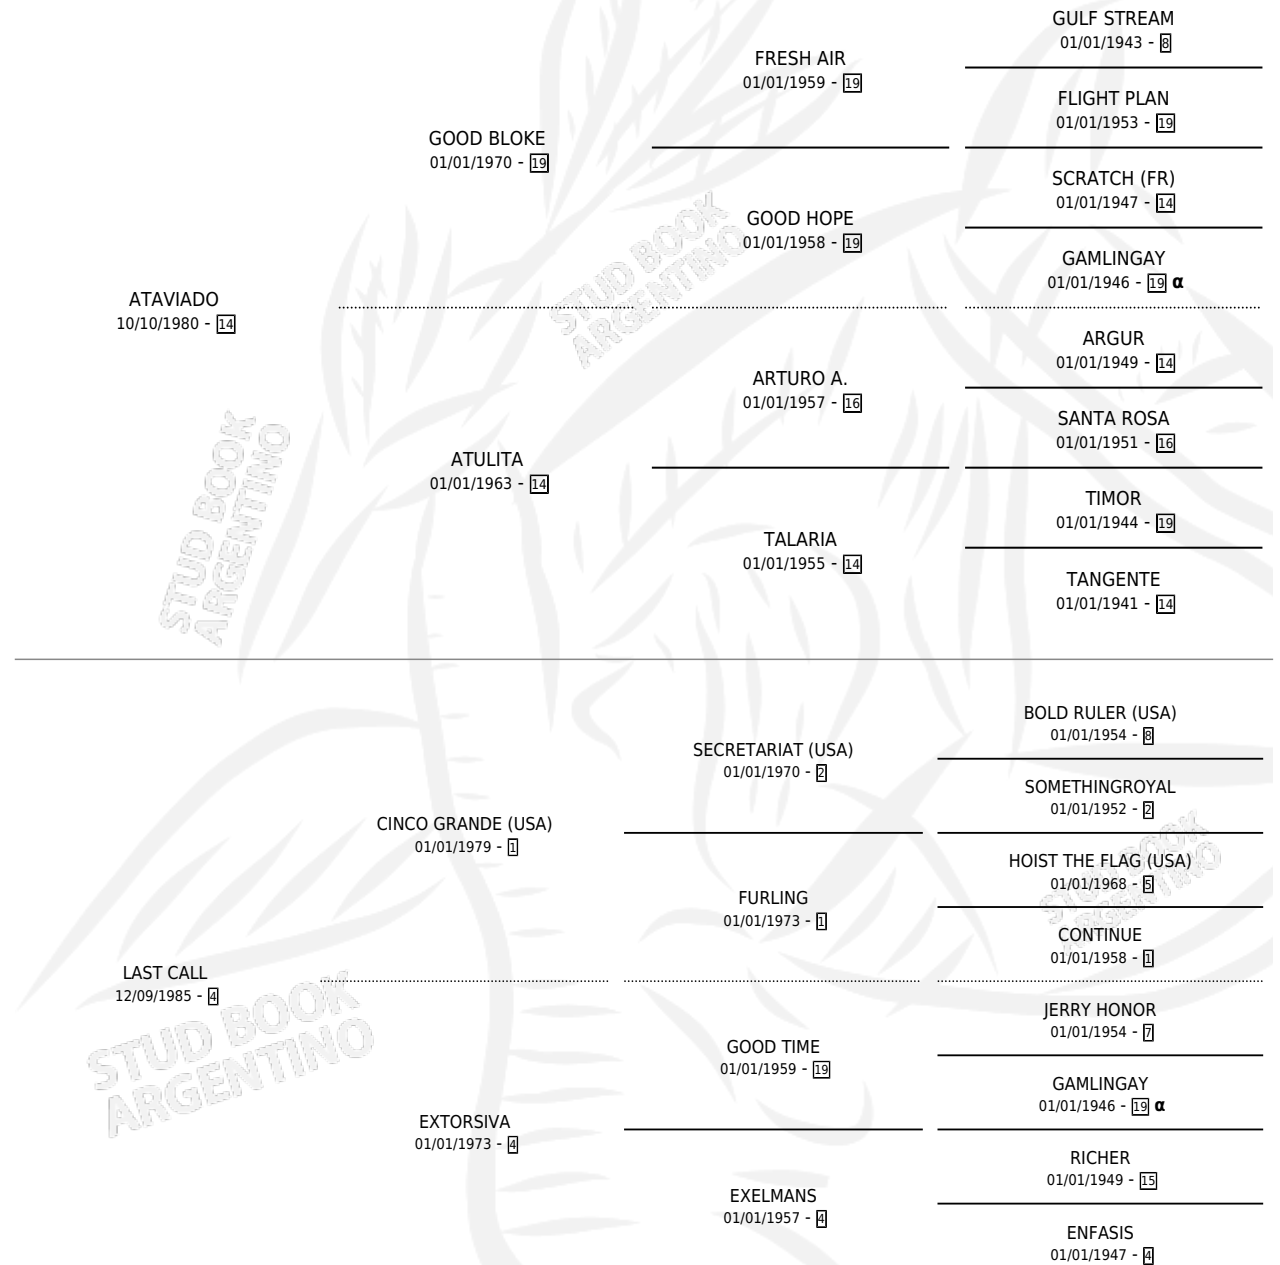 GULF STREAM
01/01/1943 - 8
FRESH AIR
01/01/1959 - 19
FLIGHT PLAN
01/01/1953 - 19
GOOD BLOKE
01/01/1970 - 19
SCRATCH (FR)
01/01/1947 - 14
GOOD HOPE
01/01/1958 - 19
GAMLINGAY
01/01/1946 - 19 α
ATAVIADO
10/10/1980 - 14
ARGUR
01/01/1949 - 14
ARTURO A.
01/01/1957 - 16
SANTA ROSA
01/01/1951 - 16
ATULITA
01/01/1963 - 14
TIMOR
01/01/1944 - 19
TALARIA
01/01/1955 - 14
TANGENTE
01/01/1941 - 14
BOLD RULER (USA)
01/01/1954 - 8
SECRETARIAT (USA)
01/01/1970 - 2
SOMETHINGROYAL
01/01/1952 - 2
CINCO GRANDE (USA)
01/01/1979 - 1
HOIST THE FLAG (USA)
01/01/1968 - 5
FURLING
01/01/1973 - 1
CONTINUE
01/01/1958 - 1
LAST CALL
12/09/1985 - 4
JERRY HONOR
01/01/1954 - 7
GOOD TIME
01/01/1959 - 19
GAMLINGAY
01/01/1946 - 19 α
EXTORSIVA
01/01/1973 - 4
RICHER
01/01/1949 - 15
EXELMANS
01/01/1957 - 4
ENFASIS
01/01/1947 - 4
STUD BOOK
ARGENTINO
STUD BOOK
ARGENTINO
STUD BOOK
ARGENTINO
STUD BOOK
ARGENTINO